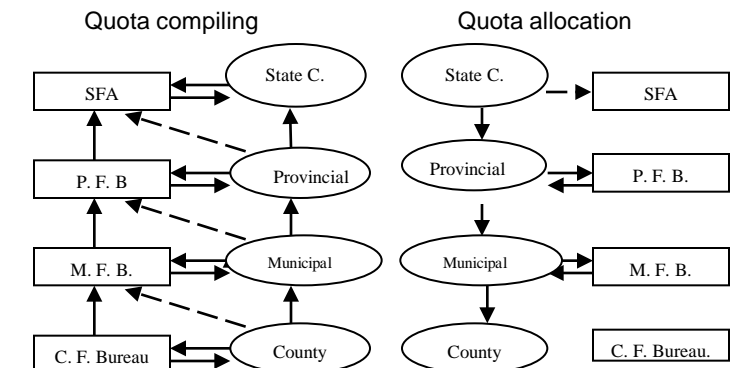 Quota compiling
Quota allocation
SFA
State C.
State C.
SFA
P. F. B
Provincial
Provincial
P. F. B.
M. F. B.
Municipal
Municipal
M. F. B.
C. F. Bureau
County
County
C. F. Bureau.